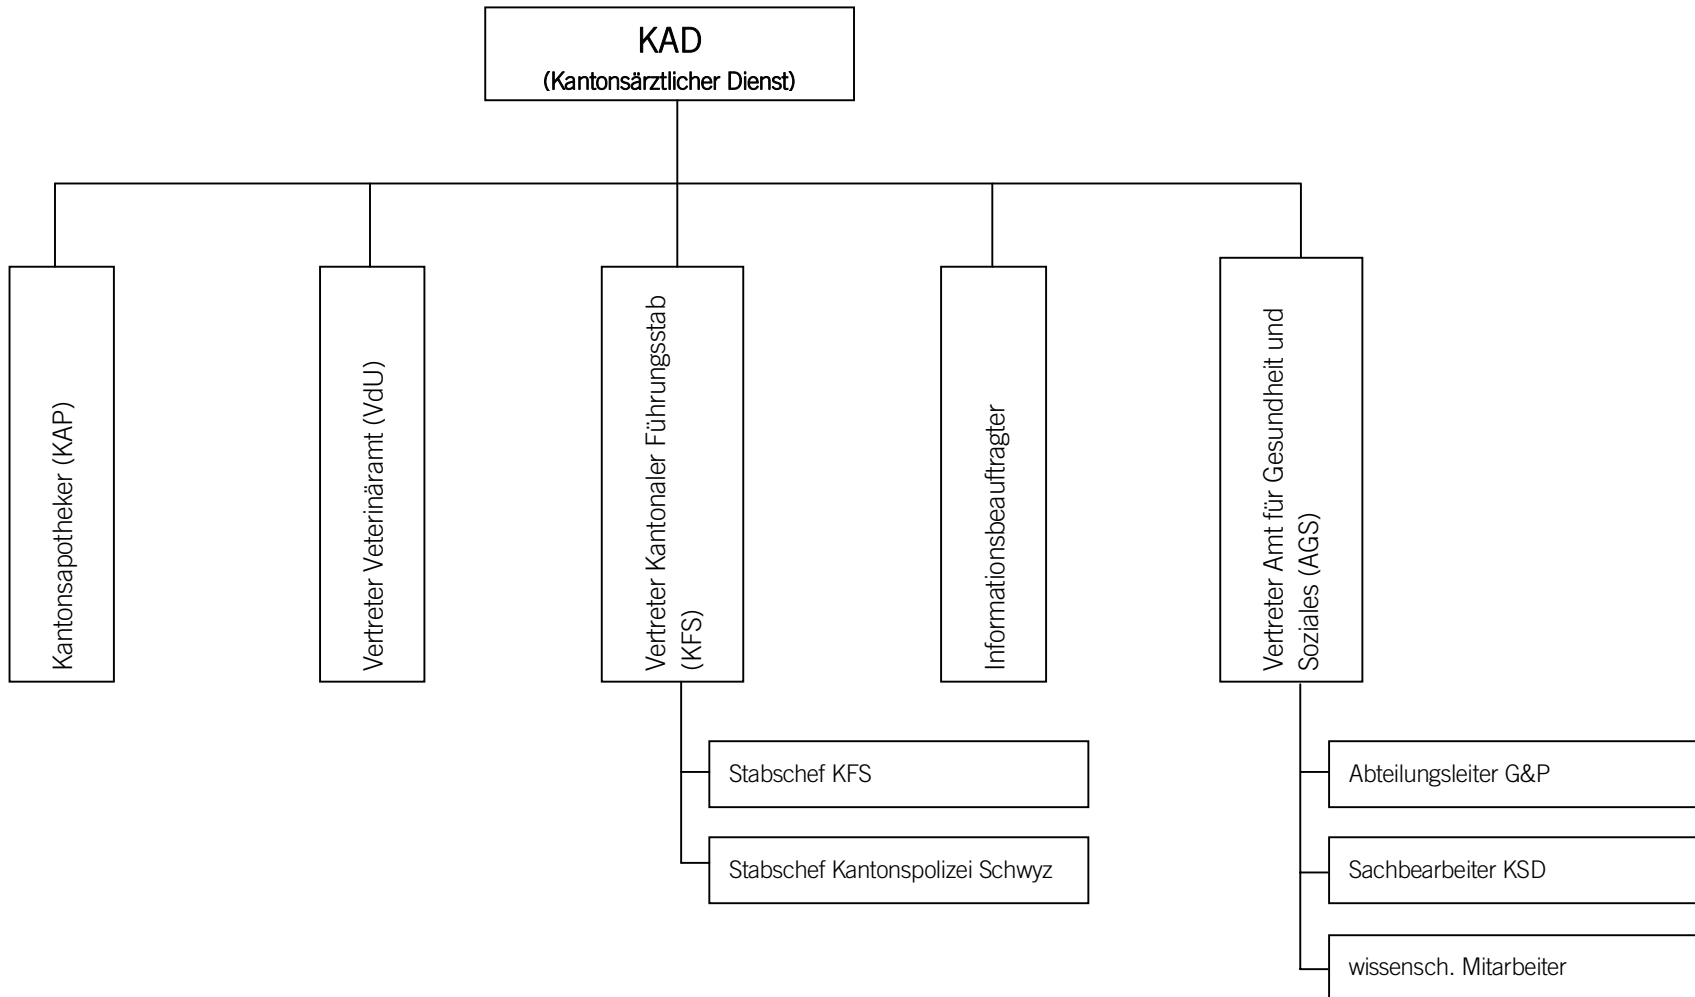 KAD
(Kantonsärztlicher Dienst)
Kantonsapotheker (KAP)
Vertreter Veterinäramt (VdU)
Vertreter Kantonaler Führungsstab
(KFS)
Informationsbeauftragter
Vertreter Amt für Gesundheit und
Soziales (AGS)
Stabschef KFS
Stabschef Kantonspolizei Schwyz
Abteilungsleiter G&P
Sachbearbeiter KSD
wissensch. Mitarbeiter